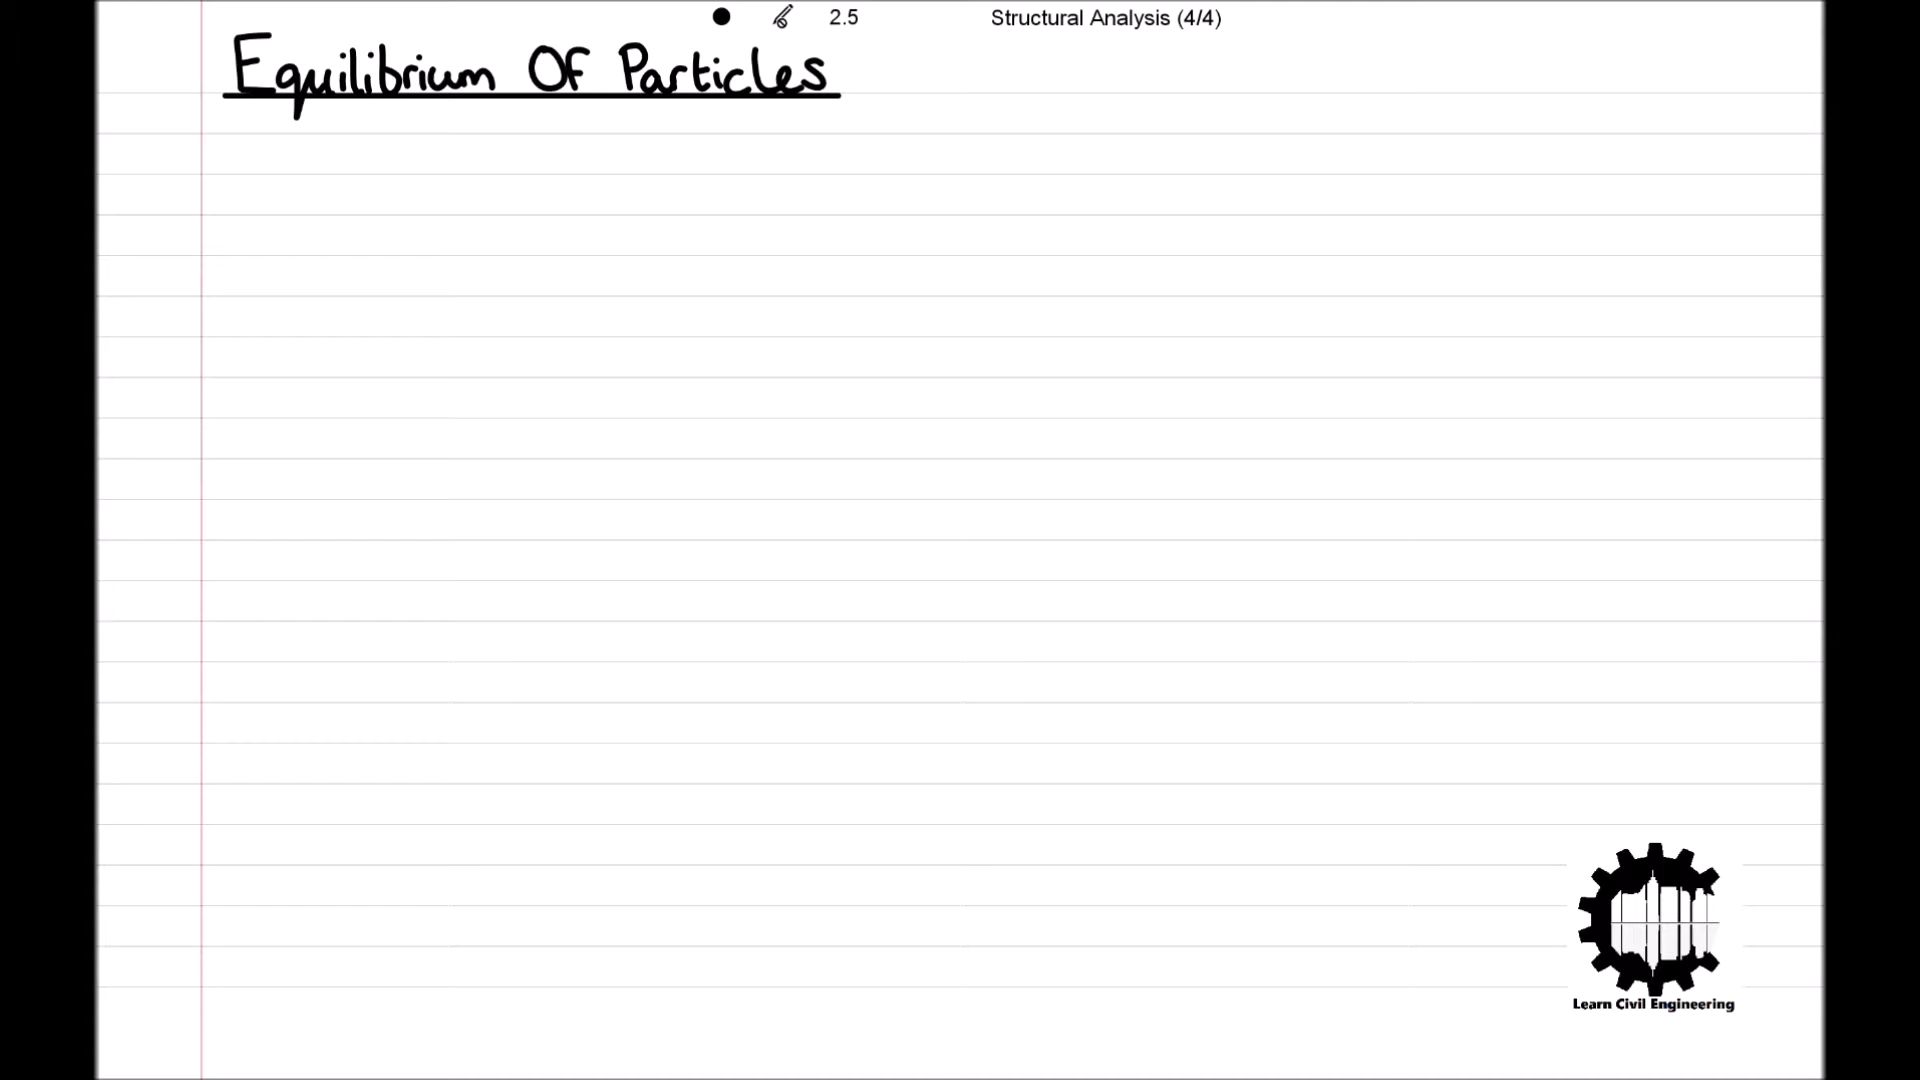 2.5 Structural Analysis (4/4)
Equilibrium Of Particles
Learn Civil Engineering